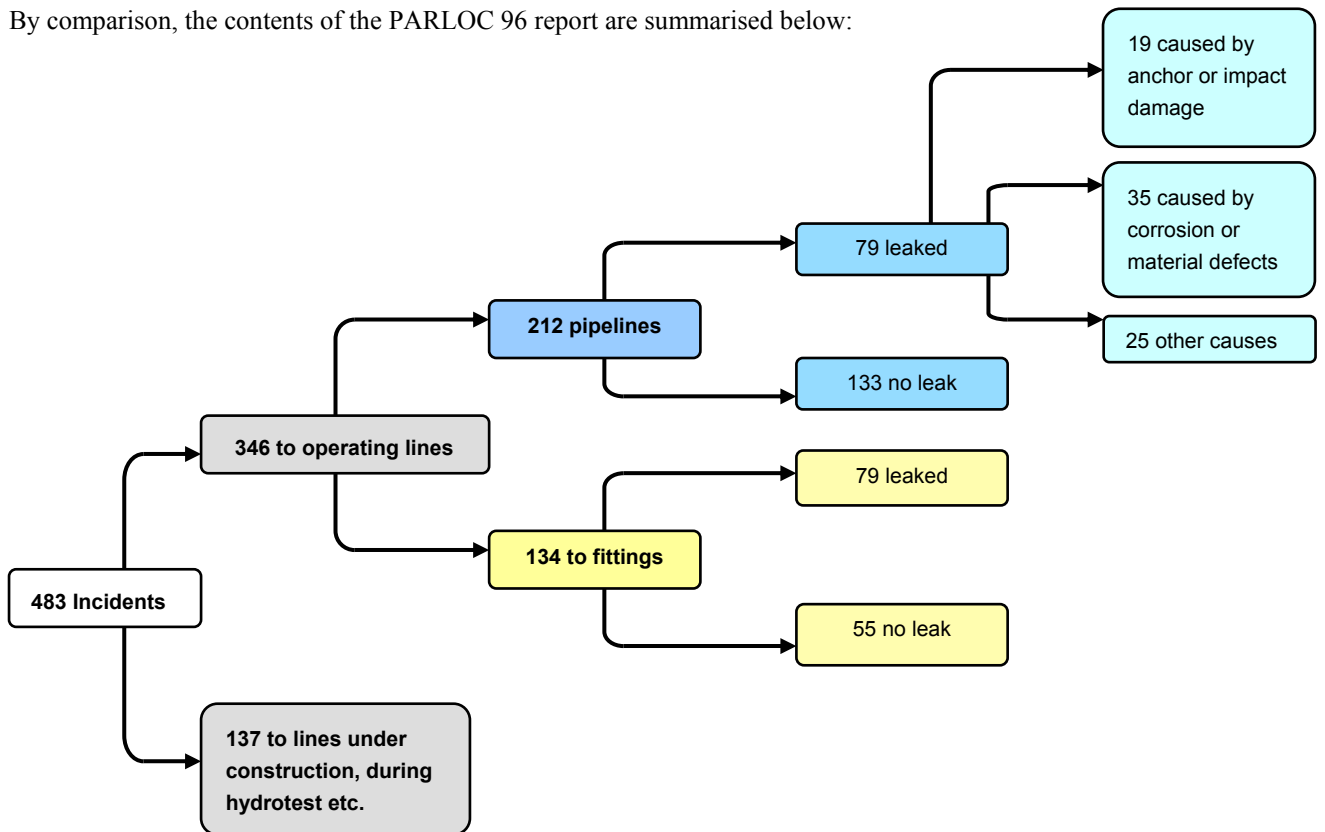 By comparison, the contents of the PARLOC 96 report are summarised below:
19 caused by
anchor or impact
damage
35 caused by
corrosion or
material defects
25 other causes
79 leaked
212 pipelines
133 no leak
346 to operating lines
79 leaked
134 to fittings
55 no leak
483 Incidents
137 to lines under
construction, during
hydrotest etc.